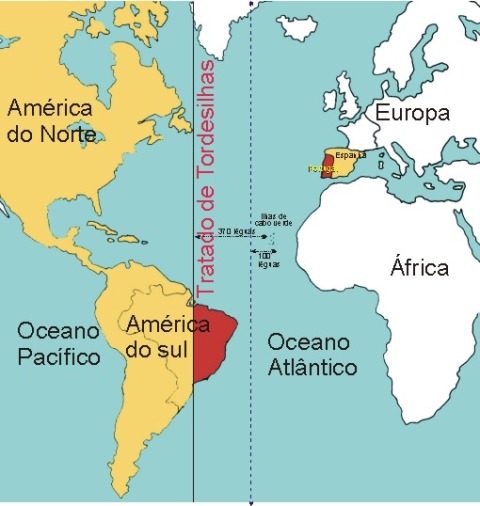 Tratado de Tordesilhas
América
do Norte
Europa
Espanha
Portugal
Ilhas de
cabo verde
370 léguas
100
léguas
África
América
do sul
Oceano
Pacífico
Oceano
Atlântico